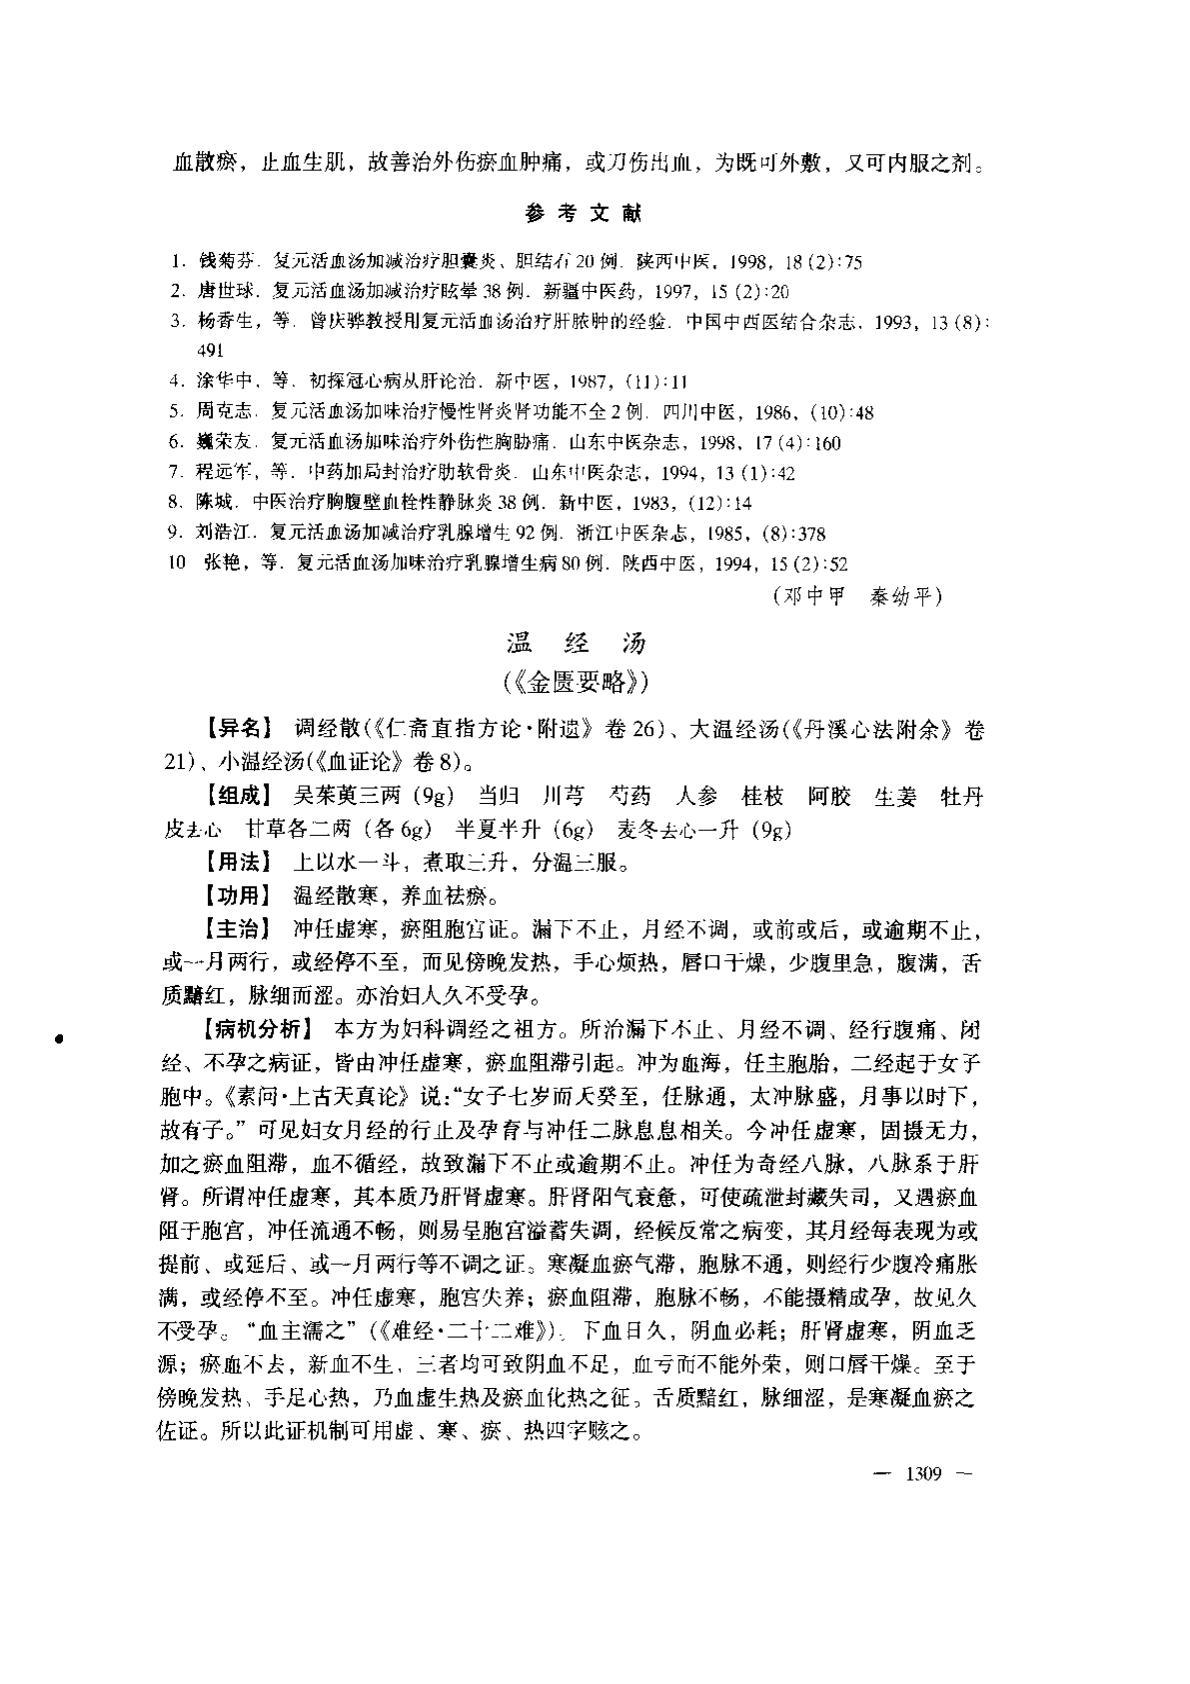 血散瘀，止血生肌，故善治外伤瘀血肿痛，或刀伤出血，为既可外敷，又可内服之剂。
参考文献
1. 钱菊芬．复元活血汤加减治疗胆囊炎、胆结石20例．陕西中医，1998，18(2):75
2. 唐世球．复元活血汤加减治疗眩晕38例．新疆中医药，1997，15(2):20
3. 杨香生，等．曾庆骅教授用复元活血汤治疗肝脓肿的经验．中国中西医结合杂志．1993，13(8):
491
4. 涂华中，等．初探冠心病从肝论治．新中医，1987，(11):11
5. 周克志．复元活血汤加味治疗慢性肾炎肾功能不全2例．四川中医，1986，(10):48
6. 巍荣友．复元活血汤加味治疗外伤性胸胁痛．山东中医杂志，1998，17(4):160
7. 程远军，等．中药加局封治疗肋软骨炎．山东中医杂志，1994，13(1):42
8. 陈城．中医治疗胸腹壁血栓性静脉炎38例．新中医，1983，(12):14
9. 刘浩江．复元活血汤加减治疗乳腺增生92例．浙江中医杂志，1985，(8):378
10 张艳，等．复元活血汤加味治疗乳腺增生病80例．陕西中医，1994，15(2):52
(邓中甲　秦幼平)
温　经　汤
(《金匮要略》)
【异名】　调经散(《仁斋直指方论·附遗》卷26)、大温经汤(《丹溪心法附余》卷
21)、小温经汤(《血证论》卷8)。
【组成】　吴茱萸三两（9g）　当归　川芎　芍药　人参　桂枝　阿胶　生姜　牡丹
皮去心　甘草各二两（各6g）　半夏半升（6g）　麦冬去心一升（9g）
【用法】　上以水一斗，煮取三升，分温三服。
【功用】　温经散寒，养血祛瘀。
【主治】　冲任虚寒，瘀阻胞宫证。漏下不止，月经不调，或前或后，或逾期不止，
或一月两行，或经停不至，而见傍晚发热，手心烦热，唇口干燥，少腹里急，腹满，舌
质黯红，脉细而涩。亦治妇人久不受孕。
【病机分析】　本方为妇科调经之祖方。所治漏下不止、月经不调、经行腹痛、闭
经、不孕之病证，皆由冲任虚寒，瘀血阻滞引起。冲为血海，任主胞胎，二经起于女子
胞中。《素问·上古天真论》说:“女子七岁而天癸至，任脉通，太冲脉盛，月事以时下，
故有子。”可见妇女月经的行止及孕育与冲任二脉息息相关。今冲任虚寒，固摄无力，
加之瘀血阻滞，血不循经，故致漏下不止或逾期不止。冲任为奇经八脉，八脉系于肝
肾。所谓冲任虚寒，其本质乃肝肾虚寒。肝肾阳气衰惫，可使疏泄封藏失司，又遇瘀血
阻于胞宫，冲任流通不畅，则易呈胞宫溢蓄失调，经候反常之病变，其月经每表现为或
提前、或延后、或一月两行等不调之证。寒凝血瘀气滞，胞脉不通，则经行少腹冷痛胀
满，或经停不至。冲任虚寒，胞宫失养；瘀血阻滞，胞脉不畅，不能摄精成孕，故见久
不受孕。“血主濡之”(《难经·二十二难》)。下血日久，阴血必耗；肝肾虚寒，阴血乏
源；瘀血不去，新血不生，三者均可致阴血不足，血亏而不能外荣，则口唇干燥。至于
傍晚发热、手足心热，乃血虚生热及瘀血化热之征。舌质黯红，脉细涩，是寒凝血瘀之
佐证。所以此证机制可用虚、寒、瘀、热四字赅之。
— 1309 —